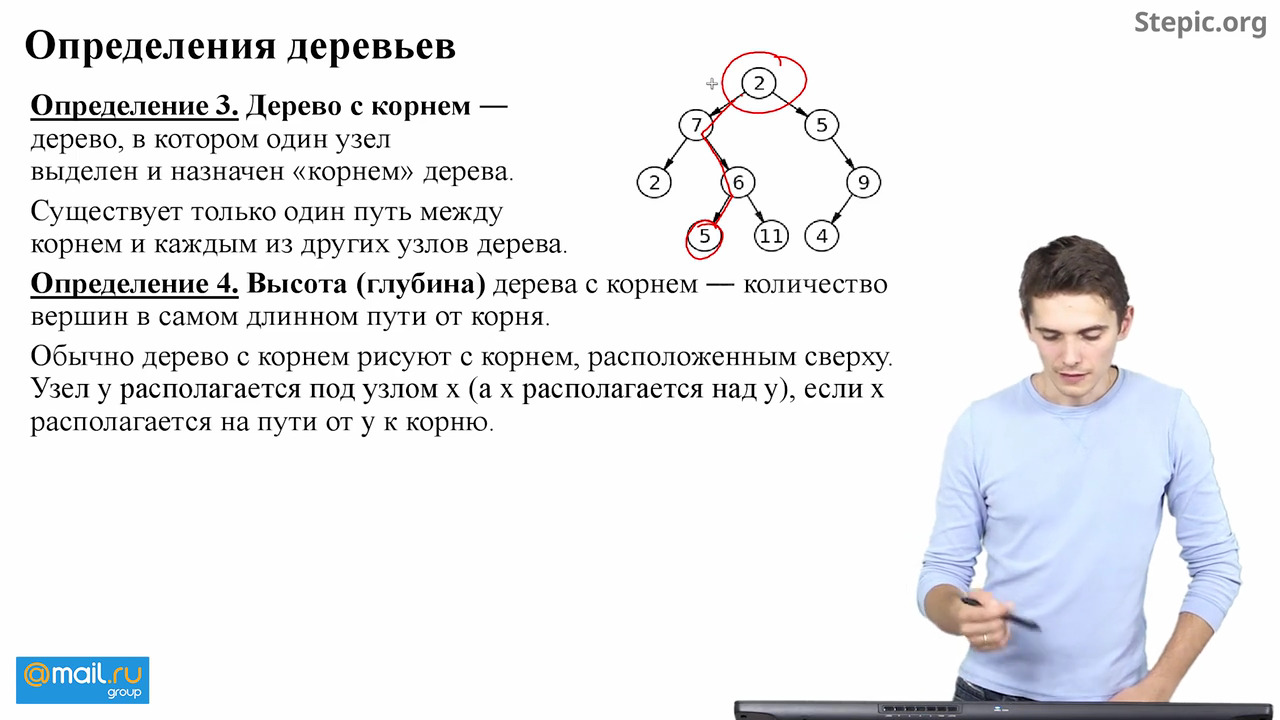 Stepic.org
Определения деревьев
Определение 3. Дерево с корнем —
дерево, в котором один узел
выделен и назначен «корнем» дерева.
Существует только один путь между
корнем и каждым из других узлов дерева.
2
7 5
2 6 9
5 11 4
Определение 4. Высота (глубина) дерева с корнем — количество
вершин в самом длинном пути от корня.
Обычно дерево с корнем рисуют с корнем, расположенным сверху.
Узел y располагается под узлом x (а x располагается над y), если x
располагается на пути от y к корню.
@mail.ru
group